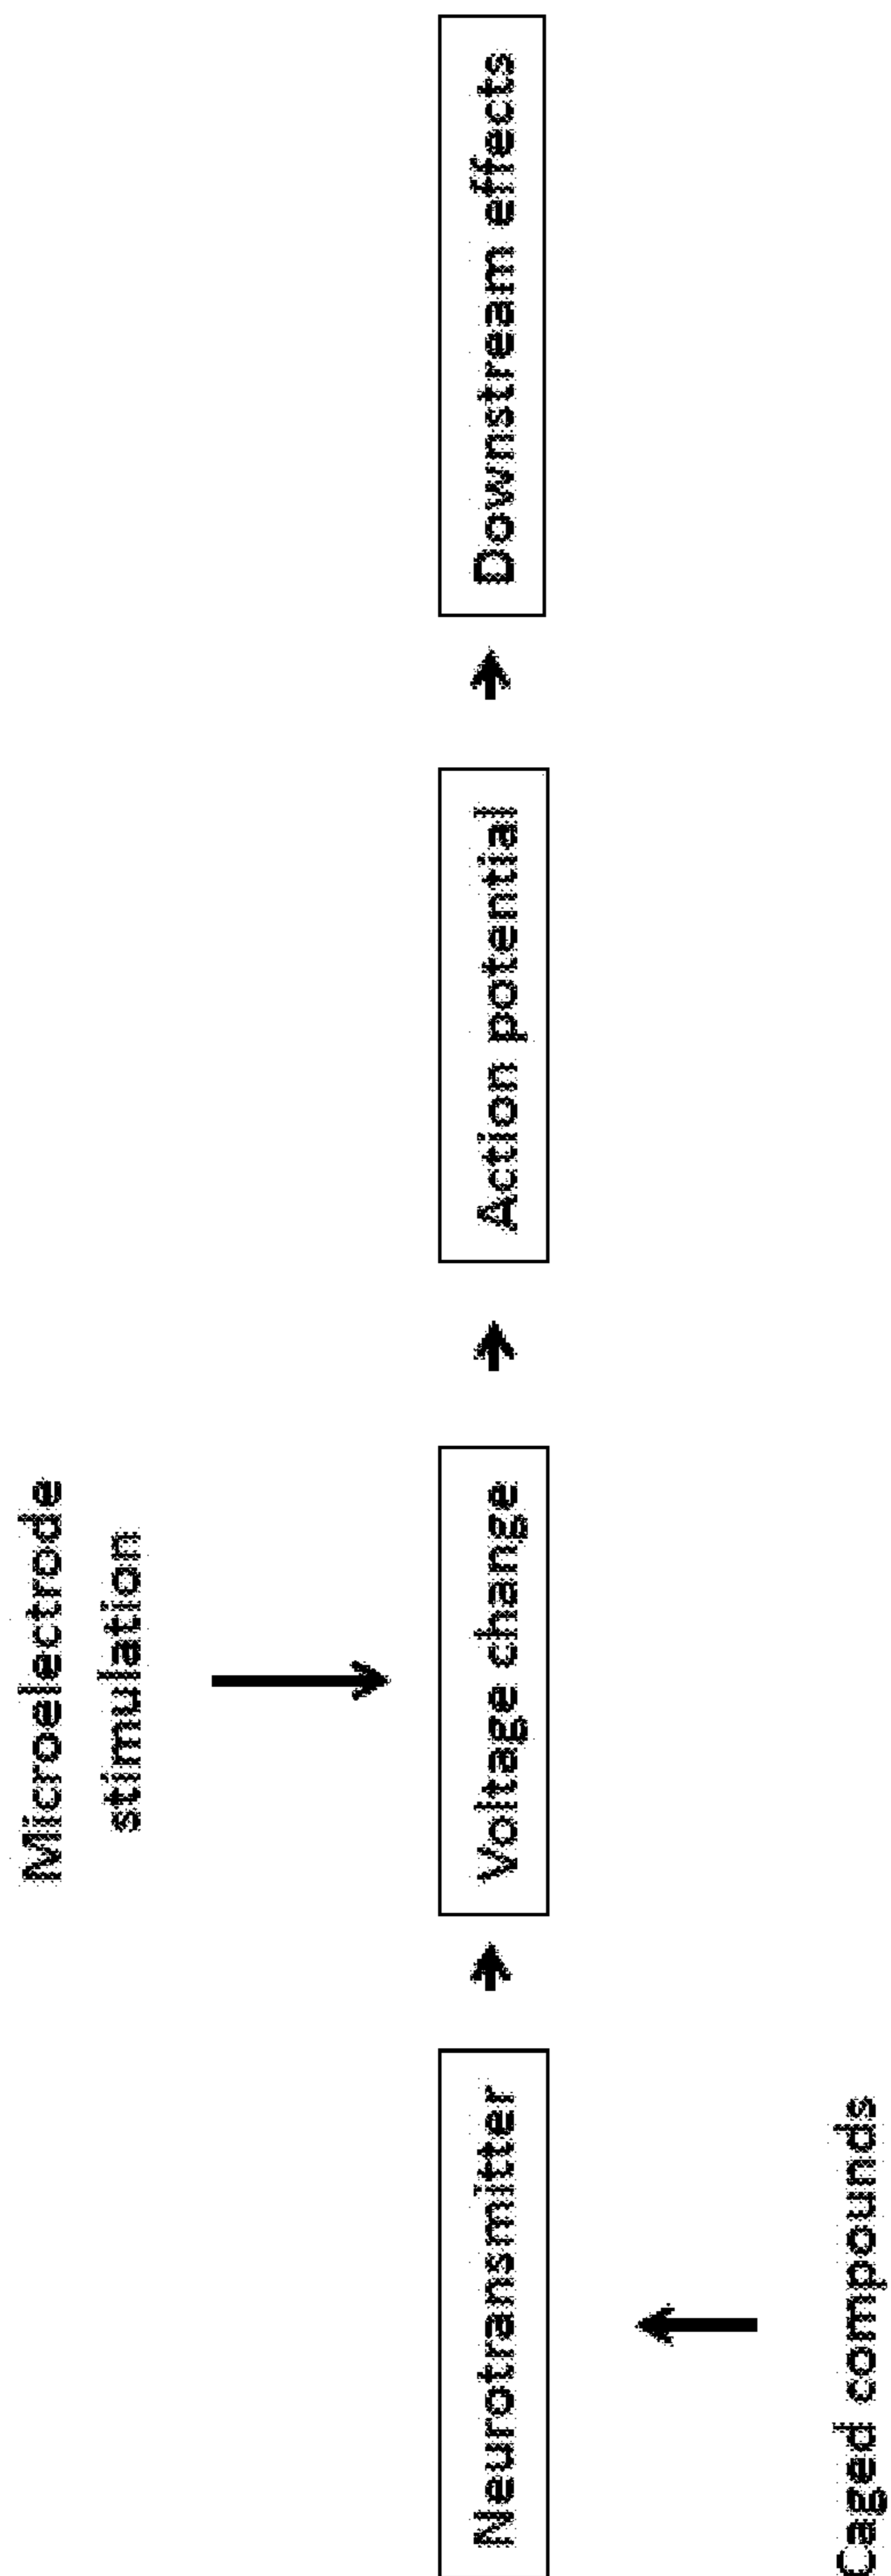 Microelectrode
stimulation
Neurotransmitter
Voltage change
Action potential
Downstream effects
Caged compounds